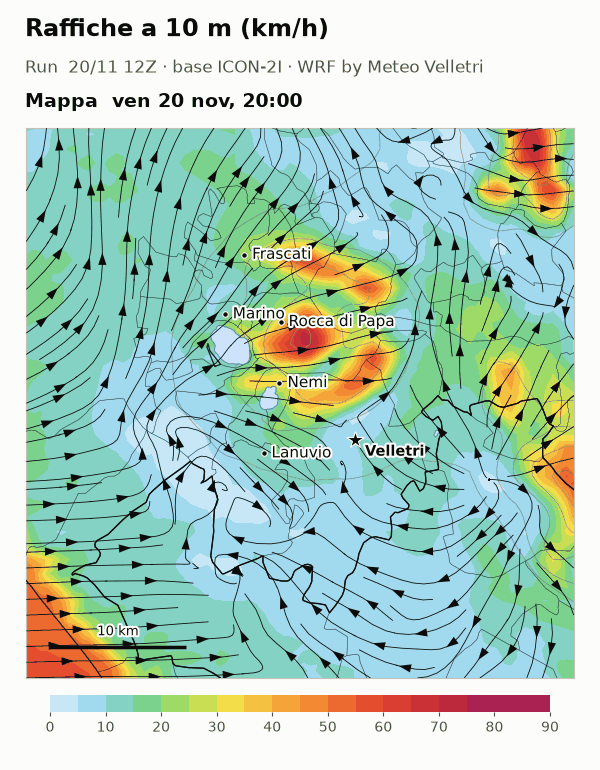 Raffiche a 10 m (km/h)
Run 20/11 12Z · base ICON-2I · WRF by Meteo Velletri
Mappa ven 20 nov, 20:00
Frascati
Marino
Rocca di Papa
Nemi
Velletri
Lanuvio
10 km
0 10 20 30 40 50 60 70 80 90